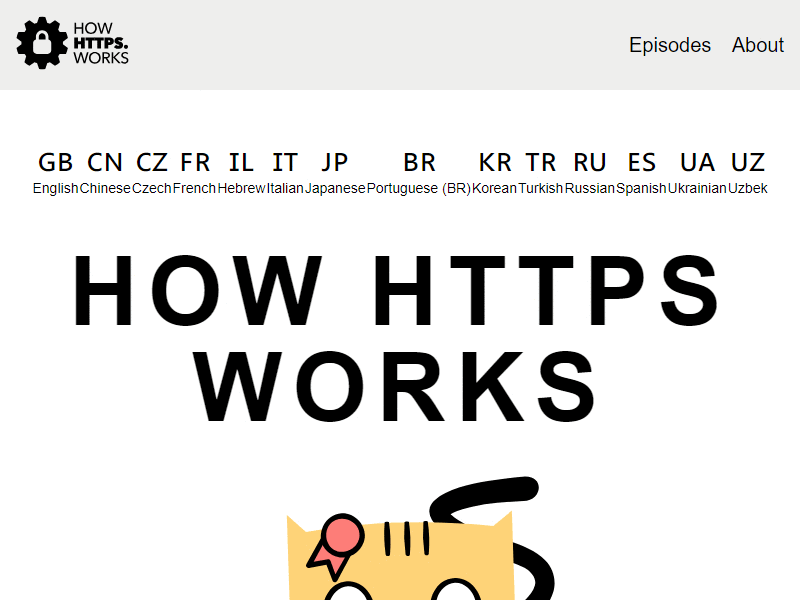 HOW
HTTPS.
WORKS
Episodes About
GB CN CZ FR IL IT JP BR KR TR RU ES UA UZ
English Chinese Czech French Hebrew Italian Japanese Portuguese (BR) Korean Turkish Russian Spanish Ukrainian Uzbek
HOW HTTPS
WORKS